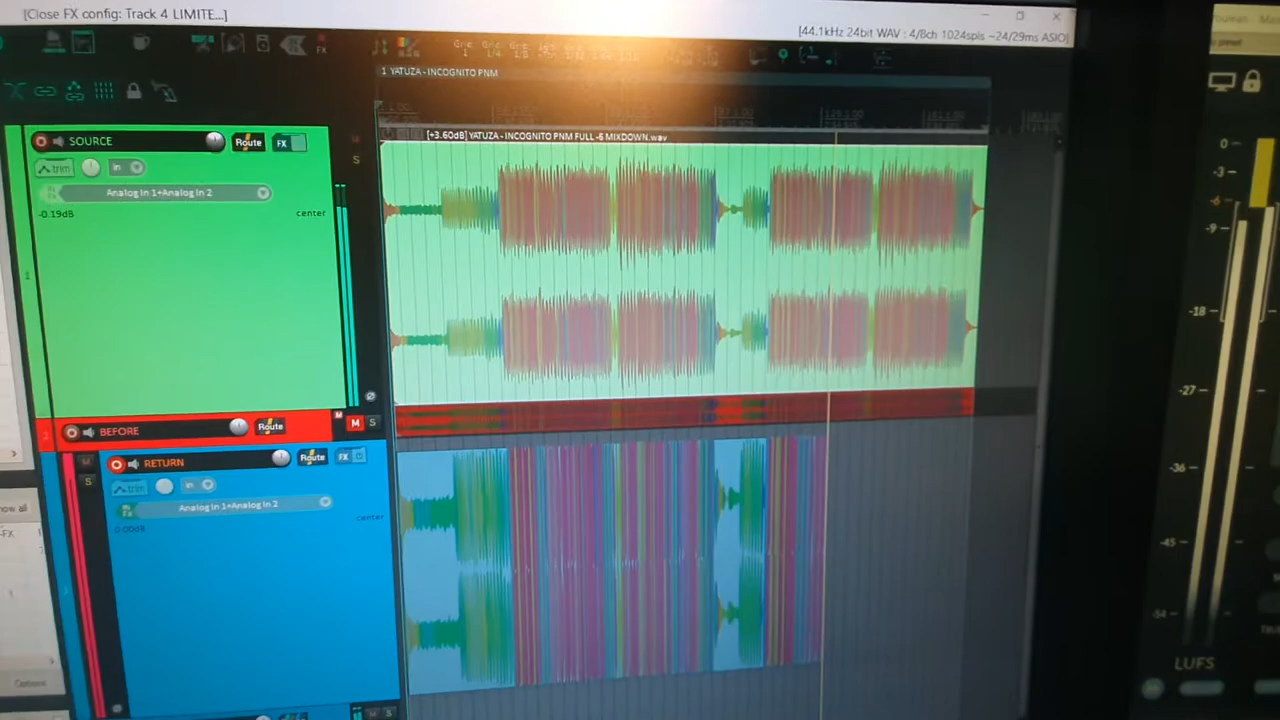 [Close FX config: Track 4 LIMITE...]
[44.1kHz 24bit WAV : 4/8ch 1024spls ~24/29ms ASIO]
FX
1 YATUZA - INCOGNITO PNM
[+3.60dB] YATUZA - INCOGNITO PNM FULL -6 MIXDOWN.wav
SOURCE
Route
FX
M
S
trim
in
Analog In 1+Analog In 2
-0.19dB
center
BEFORE
Route
M
M
S
RETURN
Route
FX
M
S
trim
in
FX
Analog In 1+Analog In 2
0.00dB
center
Options
0
-3
-6
-9
-18
-27
-36
-45
-54
LUFS